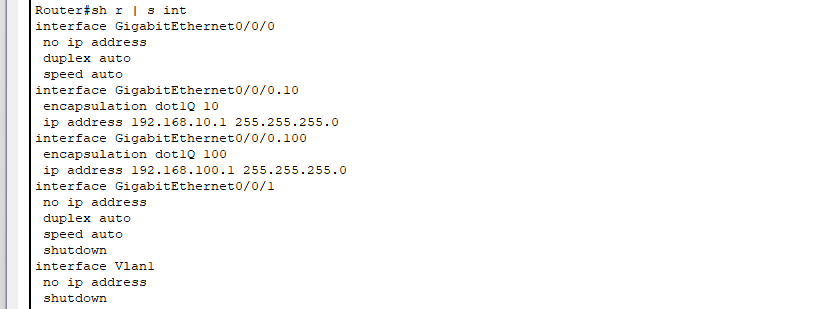 Router#sh r | s int
interface GigabitEthernet0/0/0
no ip address
duplex auto
speed auto
interface GigabitEthernet0/0/0.10
encapsulation dot1Q 10
ip address 192.168.10.1 255.255.255.0
interface GigabitEthernet0/0/0.100
encapsulation dot1Q 100
ip address 192.168.100.1 255.255.255.0
interface GigabitEthernet0/0/1
no ip address
duplex auto
speed auto
shutdown
interface Vlan1
no ip address
shutdown